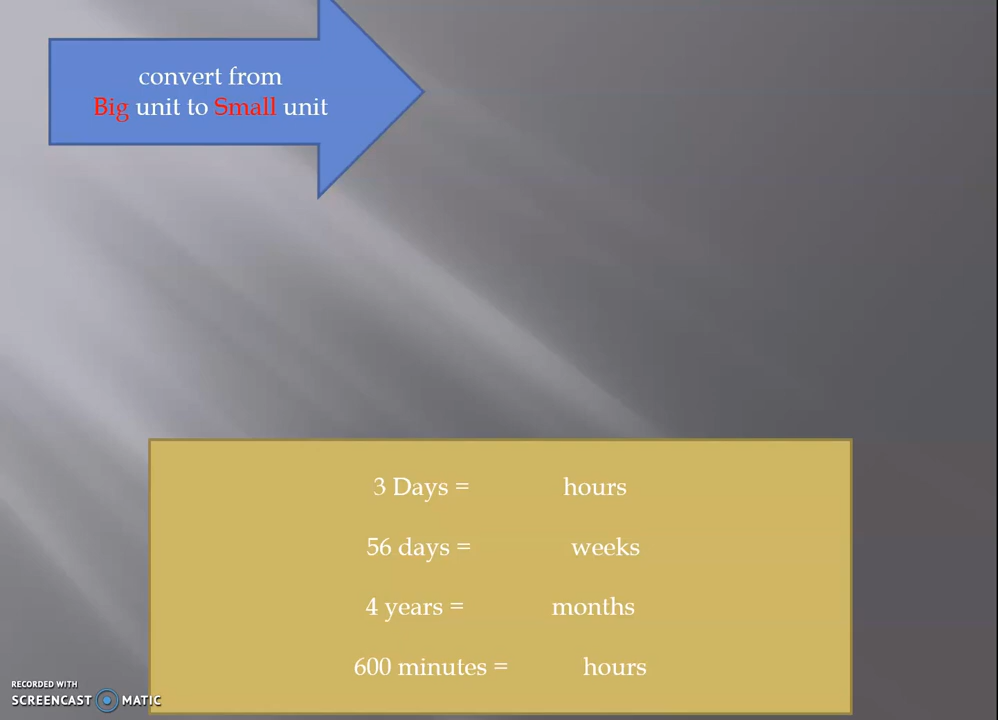 convert from
Big unit to Small unit
3 Days = hours
56 days = weeks
4 years = months
600 minutes = hours
RECORDED WITH
SCREENCAST MATIC